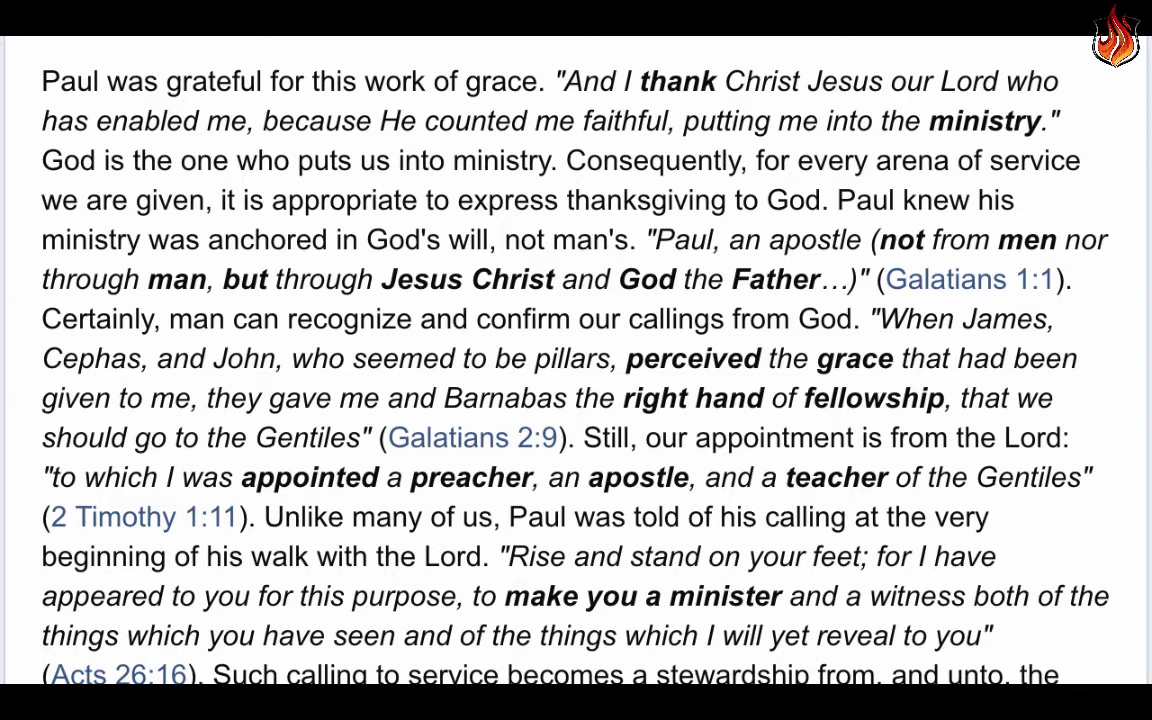 Paul was grateful for this work of grace. "And I thank Christ Jesus our Lord who
has enabled me, because He counted me faithful, putting me into the ministry."
God is the one who puts us into ministry. Consequently, for every arena of service
we are given, it is appropriate to express thanksgiving to God. Paul knew his
ministry was anchored in God's will, not man's. "Paul, an apostle (not from men nor
through man, but through Jesus Christ and God the Father…)" (Galatians 1:1).
Certainly, man can recognize and confirm our callings from God. "When James,
Cephas, and John, who seemed to be pillars, perceived the grace that had been
given to me, they gave me and Barnabas the right hand of fellowship, that we
should go to the Gentiles" (Galatians 2:9). Still, our appointment is from the Lord:
"to which I was appointed a preacher, an apostle, and a teacher of the Gentiles"
(2 Timothy 1:11). Unlike many of us, Paul was told of his calling at the very
beginning of his walk with the Lord. "Rise and stand on your feet; for I have
appeared to you for this purpose, to make you a minister and a witness both of the
things which you have seen and of the things which I will yet reveal to you"
(Acts 26:16). Such calling to service becomes a stewardship from, and unto, the